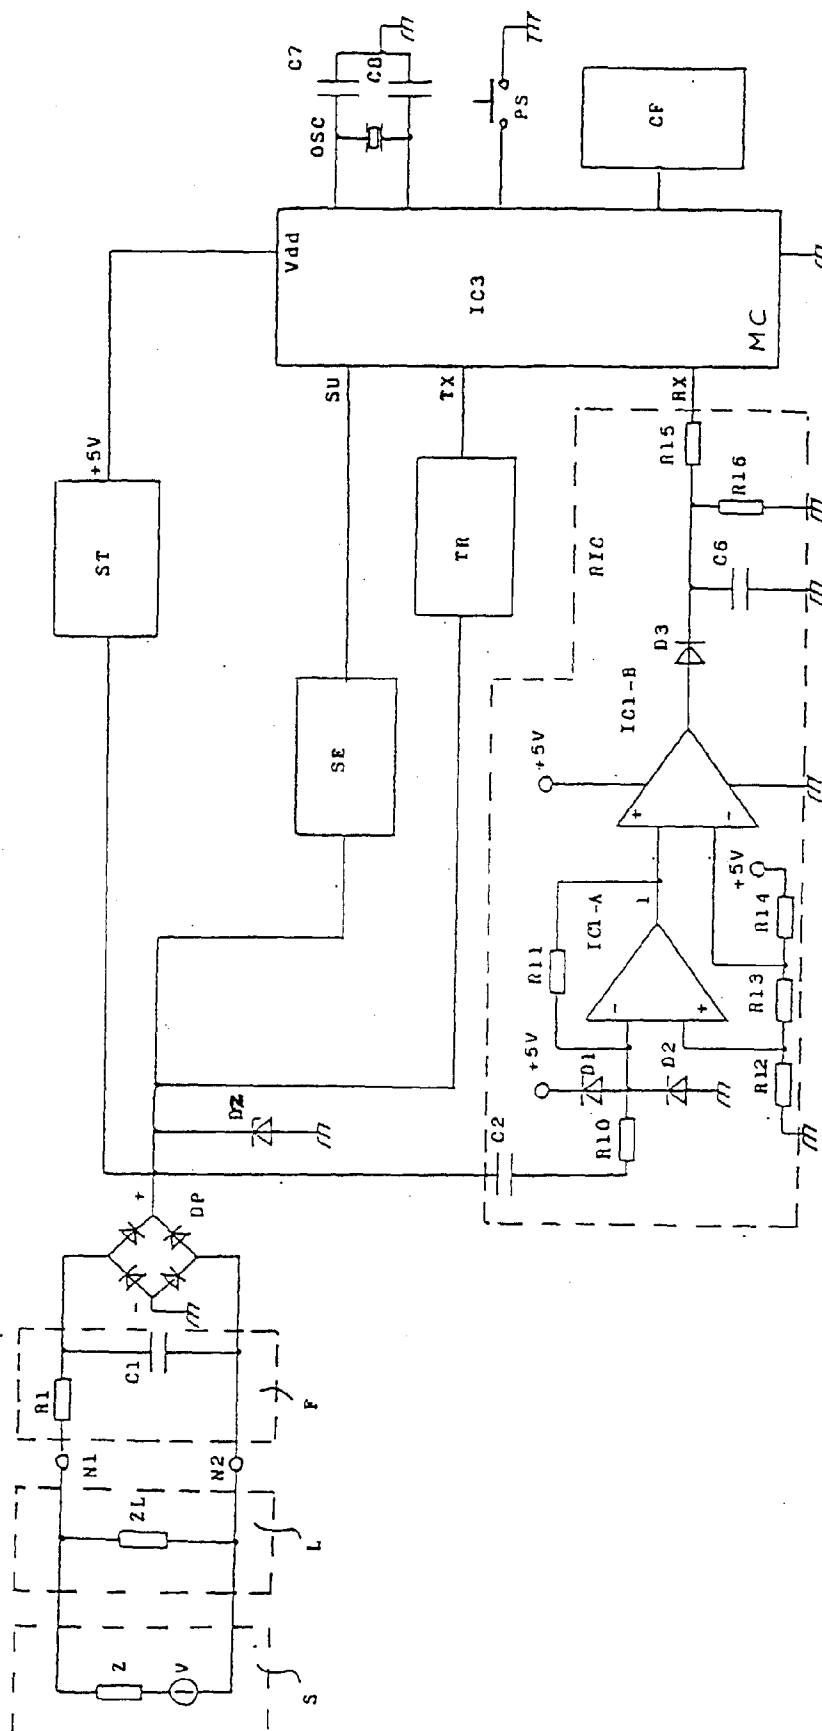 S
Z
V
L
ZL
N1
N2
F
R1
C1
-
+
DP
DZ
ST
+5V
SE
SU
TR
TX
Vdd
IC3
MC
RX
OSC
C7
C8
PS
CF
RIC
C2
R10
+5V
D1
D2
R11
IC1-A
-
+
1
R12
R13
R14
+5V
IC1-B
+
-
+5V
D3
C6
R16
R15